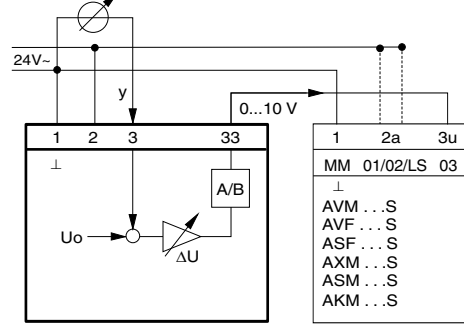 24V~
y
0...10 V
1 2 3 33
1 2a 3u
MM 01/02/LS 03
⊥
⊥
A/B
Uo
ΔU
AVM . . .S
AVF . . .S
ASF . . .S
AXM . . .S
ASM . . .S
AKM . . .S